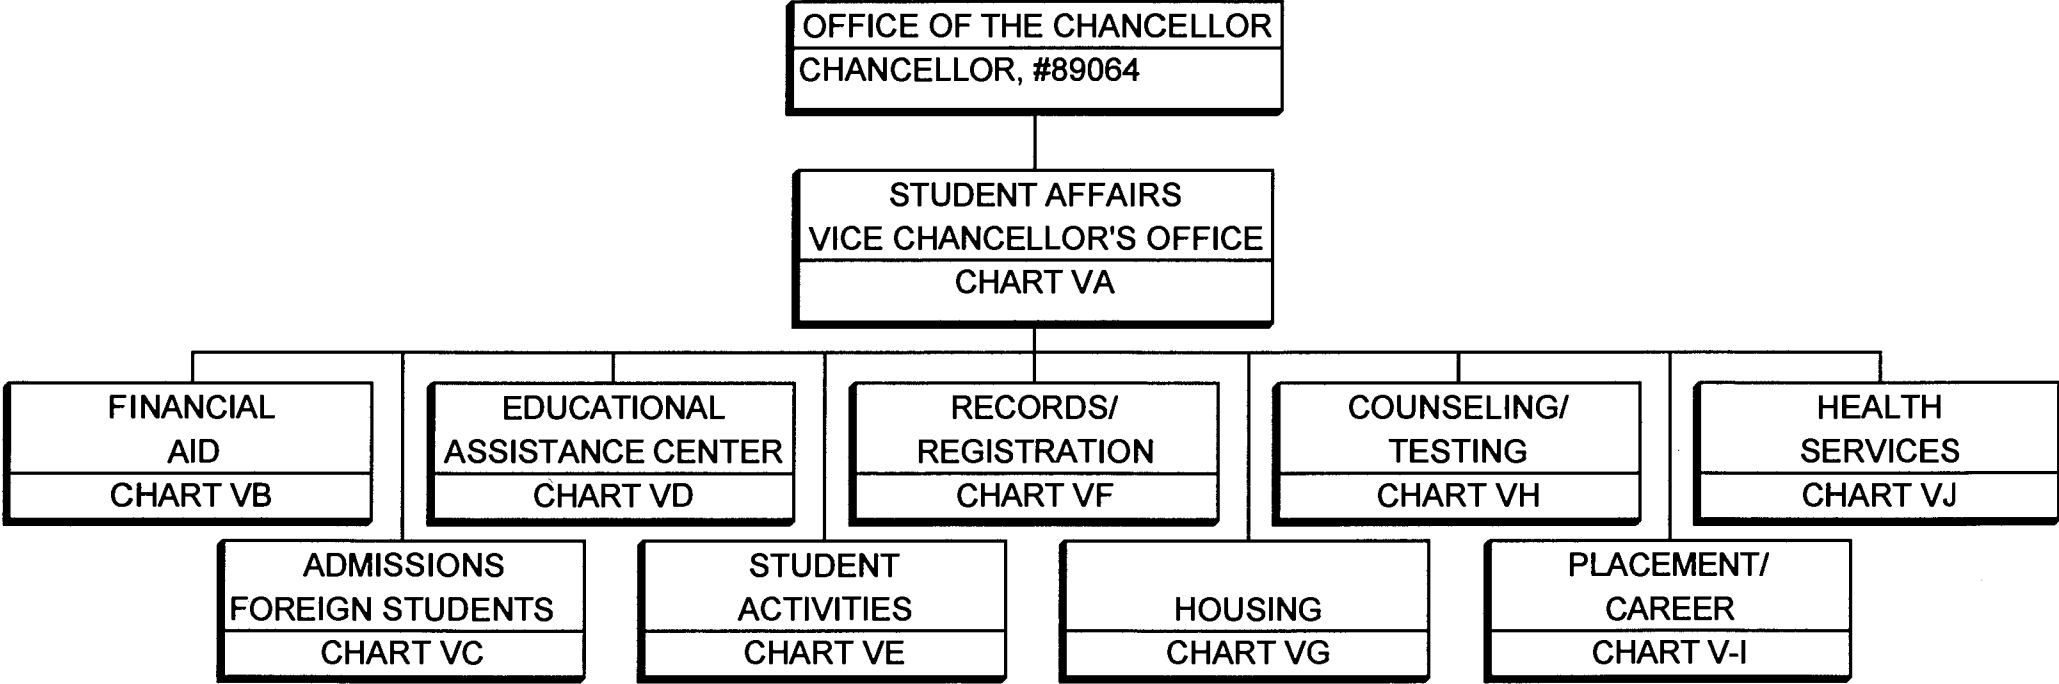 OFFICE OF THE CHANCELLOR
CHANCELLOR, #89064
STUDENT AFFAIRS
VICE CHANCELLOR'S OFFICE
CHART VA
FINANCIAL
AID
CHART VB
EDUCATIONAL
ASSISTANCE CENTER
CHART VD
RECORDS/
REGISTRATION
CHART VF
COUNSELING/
TESTING
CHART VH
HEALTH
SERVICES
CHART VJ
ADMISSIONS
FOREIGN STUDENTS
CHART VC
STUDENT
ACTIVITIES
CHART VE
HOUSING
CHART VG
PLACEMENT/
CAREER
CHART V-I